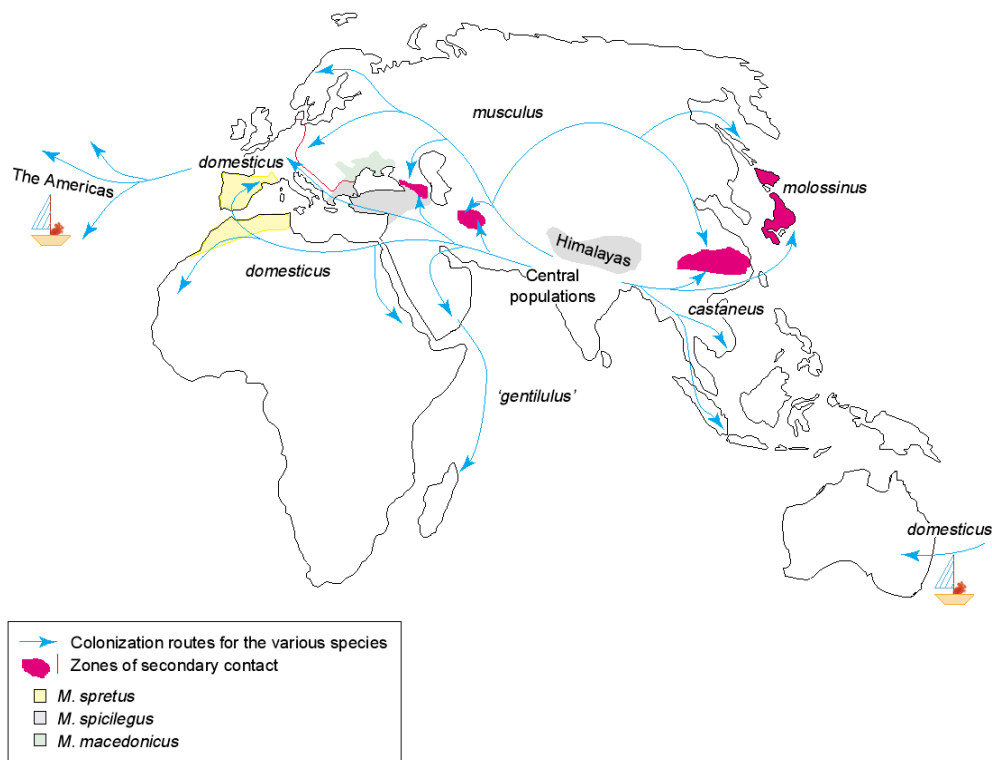 musculus
domesticus
The Americas
molossinus
Himalayas
domesticus
Central
populations
castaneus
‘gentilulus’
domesticus
Colonization routes for the various species
Zones of secondary contact
M. spretus
M. spicilegus
M. macedonicus